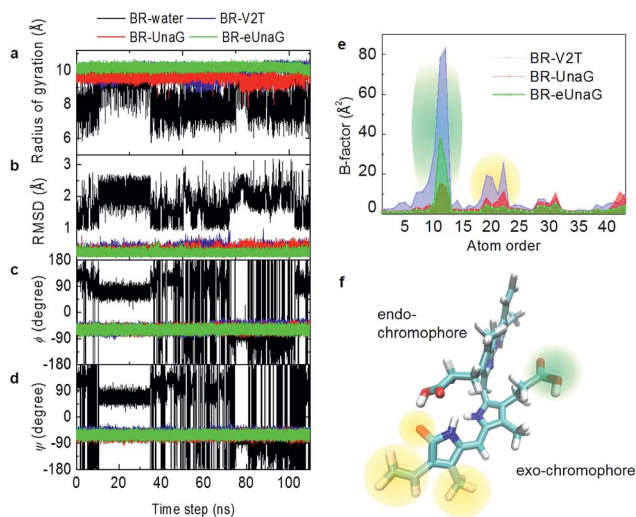 BR-water BR-V2T
BR-UnaG BR-eUnaG
a
Radius of gyration (Å)
10
8
6
b
RMSD (Å)
3
2
1
c
ϕ (degree)
180
90
0
-90
-180
d
ψ (degree)
180
90
0
-90
-180
0 20 40 60 80 100
Time step (ns)
e
BR-V2T
BR-UnaG
BR-eUnaG
B-factor (Å²)
80
60
40
20
0
5 10 15 20 25 30 35 40
Atom order
f
endo-
chromophore
exo-chromophore